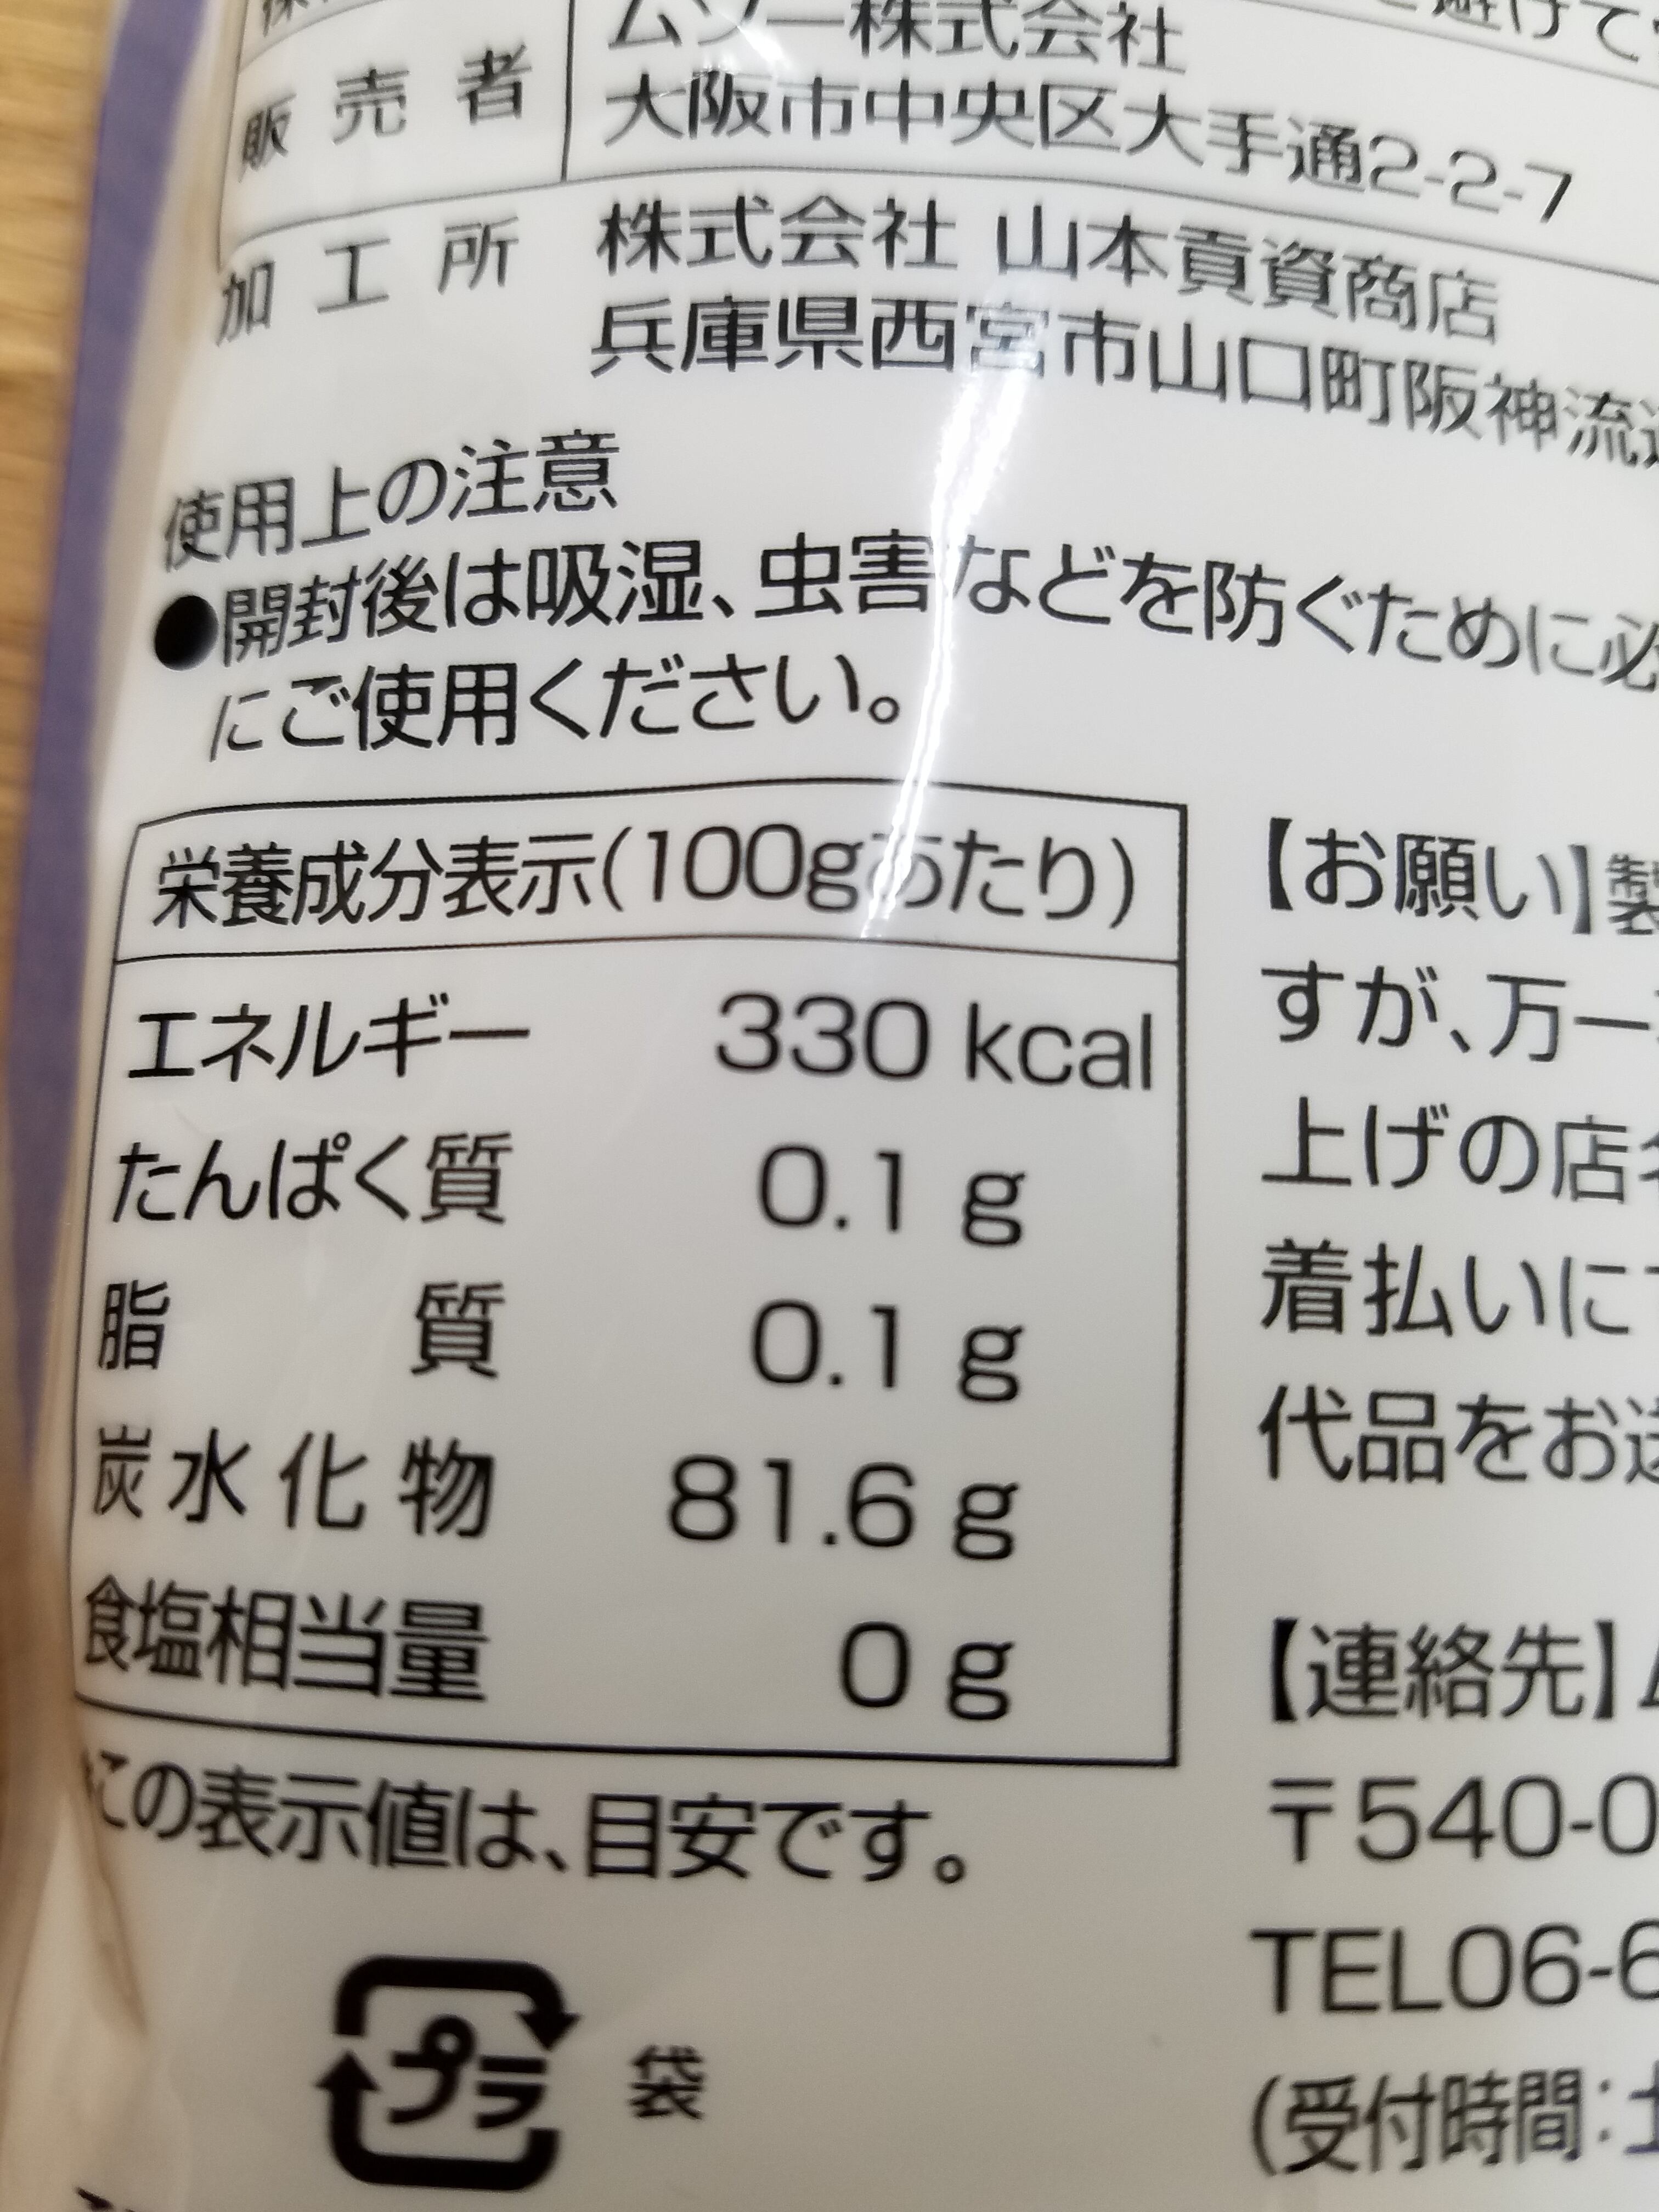 販売者 ムソー株式会社
大阪市中央区大手通2-2-7
加工所 株式会社 山本貢資商店
兵庫県西宮市山口町阪神流
使用上の注意
●開封後は吸湿、虫害などを防ぐために必
にご使用ください。
栄養成分表示(100gあたり)
エネルギー 330 kcal
たんぱく質 0.1 g
脂質 0.1 g
炭水化物 81.6 g
食塩相当量 0 g
この表示値は、目安です。
プラ 袋
【お願い】製
すが、万一
上げの店名
着払いに
代品をお送
【連絡先】ム
〒540-0
TEL06-6
(受付時間:土